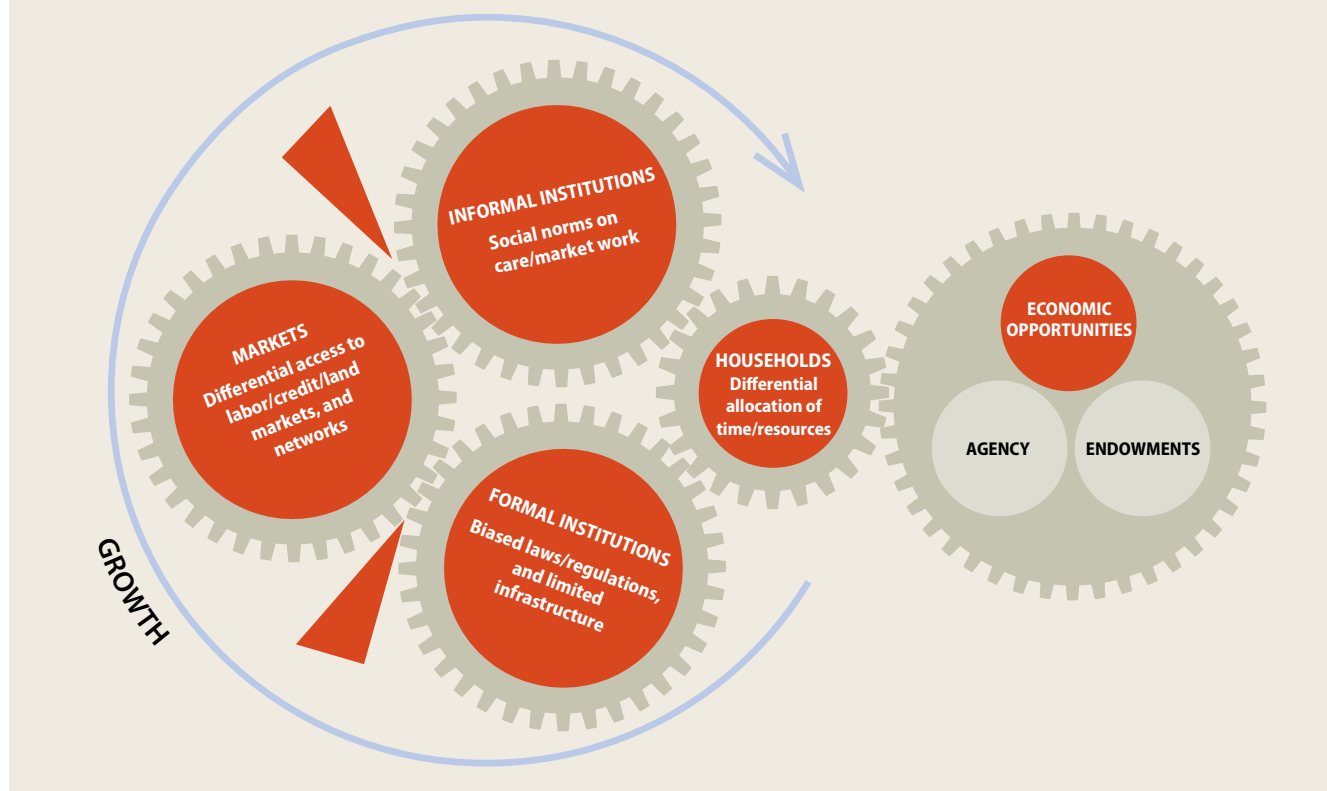 INFORMAL INSTITUTIONS
Social norms on
care/market work
MARKETS
Differential access to
labor/credit/land
markets, and
networks
HOUSEHOLDS
Differential
allocation of
time/resources
ECONOMIC
OPPORTUNITIES
AGENCY
ENDOWMENTS
FORMAL INSTITUTIONS
Biased laws/regulations,
and limited
infrastructure
GROWTH